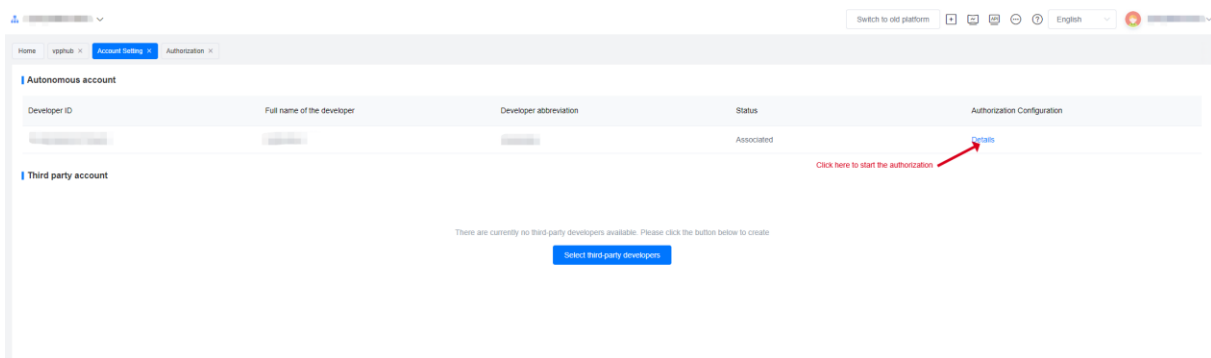 Switch to old platform API English
Home vpphub × Account Setting × Authorization ×
Autonomous account
Developer ID Full name of the developer Developer abbreviation Status Authorization Configuration
Associated Details
Click here to start the authorization
Third party account
There are currently no third-party developers available. Please click the button below to create
Select third-party developers